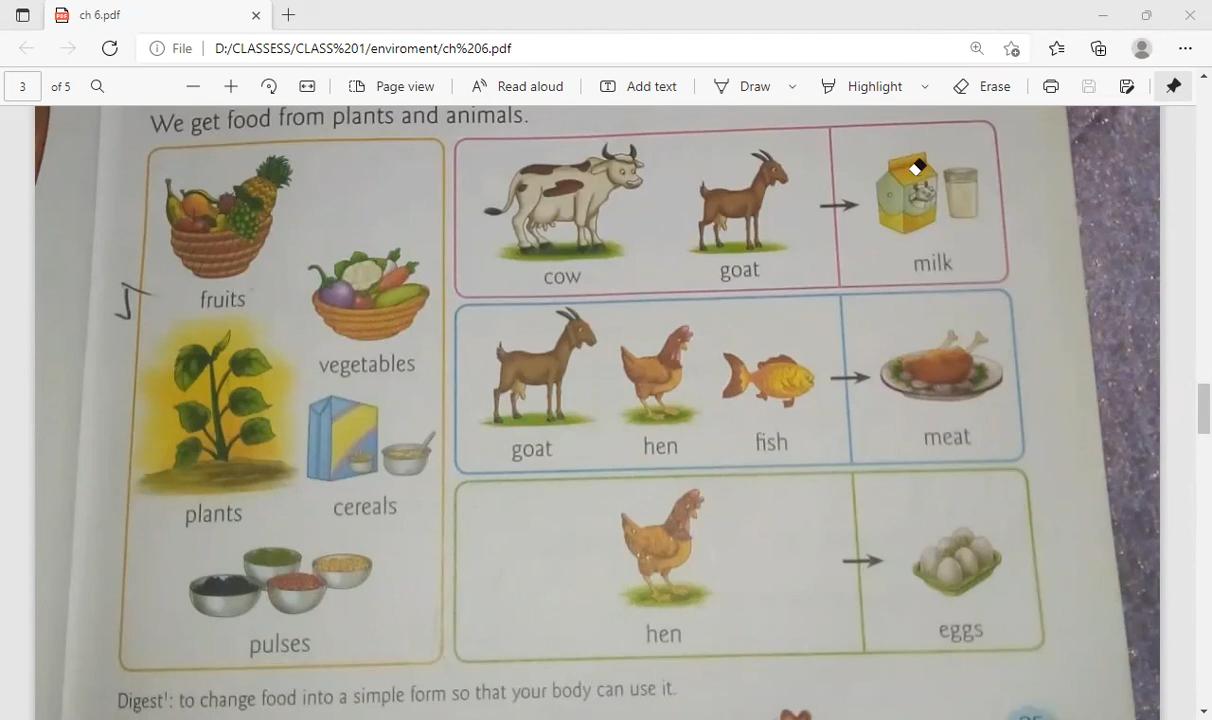 ch 6.pdf
File
D:/CLASSESS/CLASS%201/enviroment/ch%206.pdf
3
of 5
Page view
Read aloud
Add text
Draw
Highlight
Erase
We get food from plants and animals.
fruits
vegetables
plants
cereals
pulses
cow
goat
milk
goat
hen
fish
meat
hen
eggs
Digest¹: to change food into a simple form so that your body can use it.